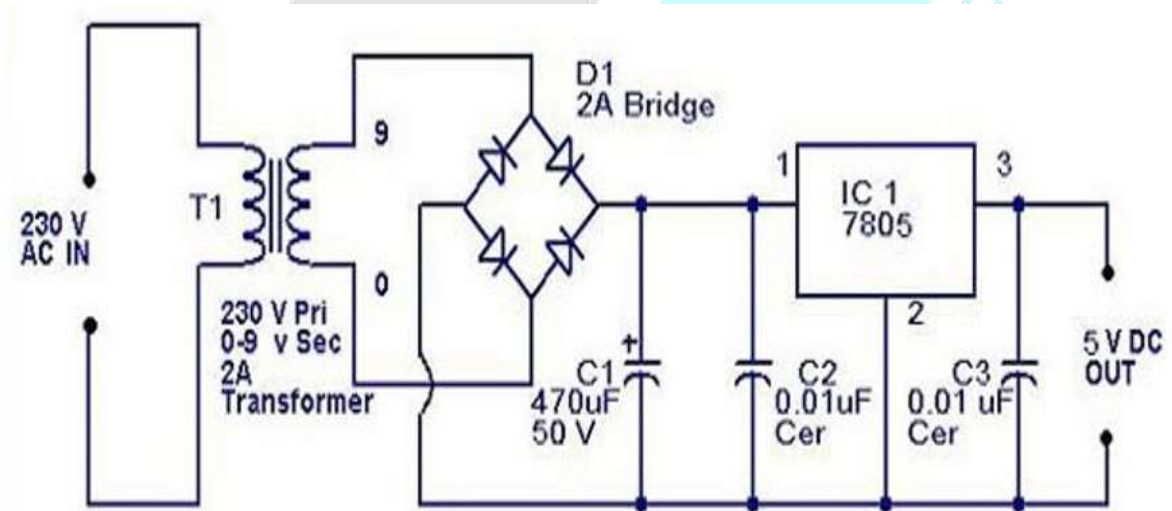 230 V
AC IN
T1
9
0
230 V Pri
0-9 v Sec
2A
Transformer
D1
2A Bridge
+
C1
470uF
50 V
C2
0.01uF
Cer
1
IC 1
7805
2
3
C3
0.01 uF
Cer
5 V DC
OUT